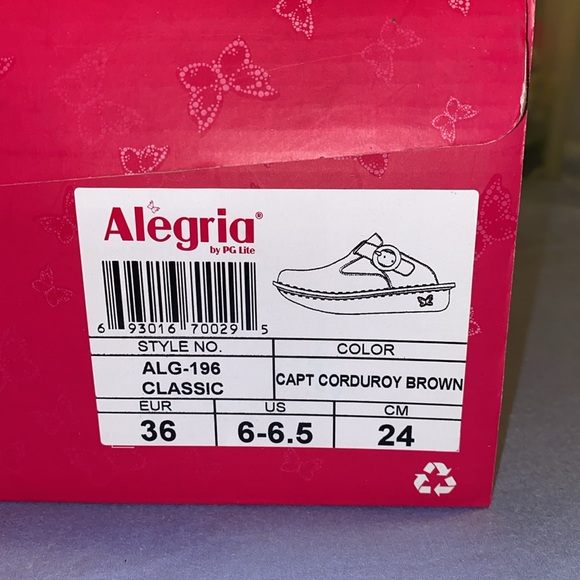 Alegria®
by PG Lite
6 93016 70029 5
STYLE NO. COLOR
ALG-196
CLASSIC
CAPT CORDUROY BROWN
EUR US CM
36 6-6.5 24